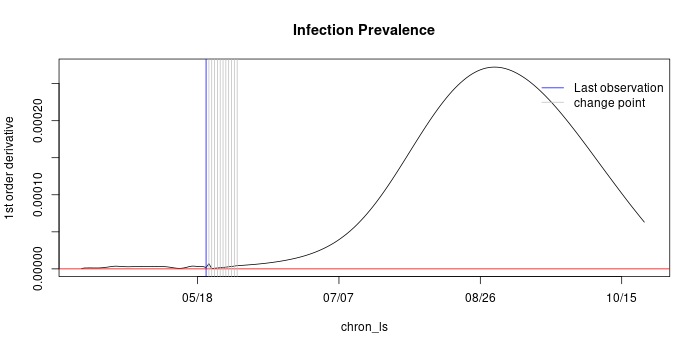 Infection Prevalence
1st order derivative
0.00020
0.00010
0.00000
Last observation
change point
05/18
07/07
08/26
10/15
chron_ls